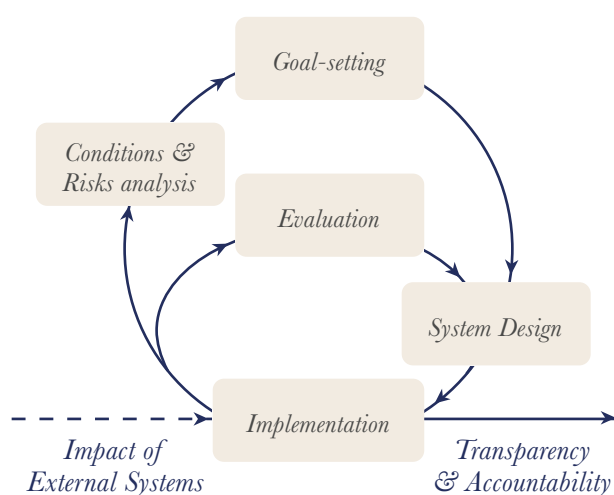 Goal-setting
Conditions &
Risks analysis
Evaluation
System Design
Implementation
Impact of
External Systems
Transparency
& Accountability